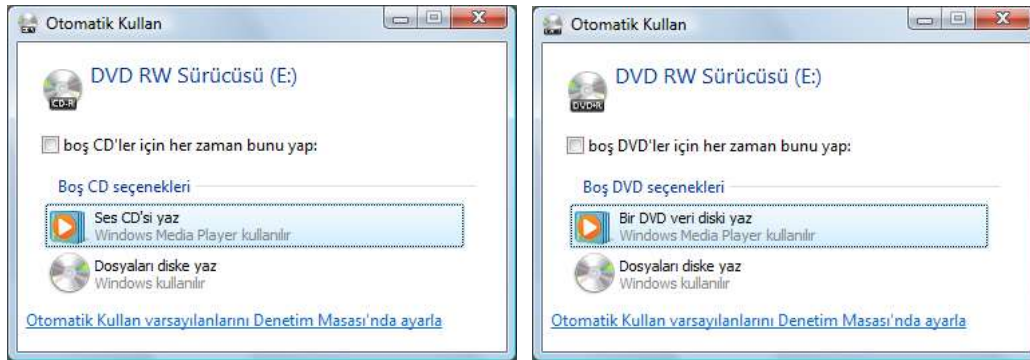 Otomatik Kullan
DVD RW Sürücüsü (E:)
CD-R
boş CD'ler için her zaman bunu yap:
Boş CD seçenekleri
Ses CD'si yaz
Windows Media Player kullanılır
Dosyaları diske yaz
Windows kullanılır
Otomatik Kullan varsayılanlarını Denetim Masası'nda ayarla
Otomatik Kullan
DVD RW Sürücüsü (E:)
DVD+R
boş DVD'ler için her zaman bunu yap:
Boş DVD seçenekleri
Bir DVD veri diski yaz
Windows Media Player kullanılır
Dosyaları diske yaz
Windows kullanılır
Otomatik Kullan varsayılanlarını Denetim Masası'nda ayarla